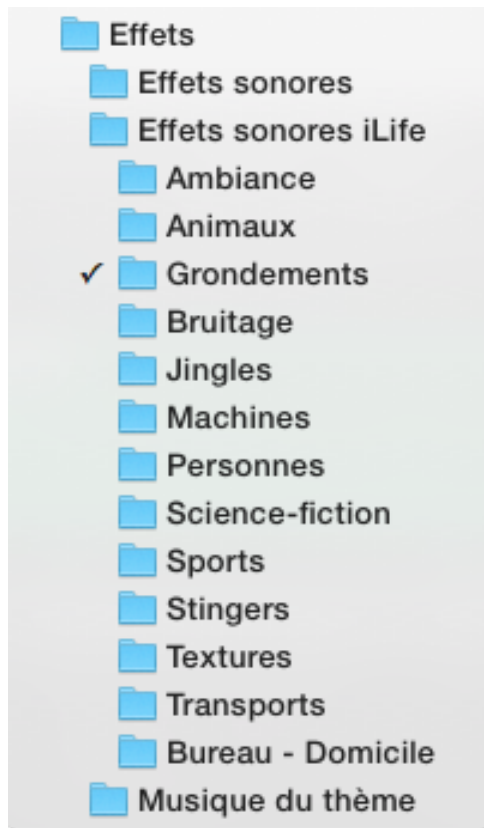 Effets
Effets sonores
Effets sonores iLife
Ambiance
Animaux
✓ Grondements
Bruitage
Jingles
Machines
Personnes
Science-fiction
Sports
Stingers
Textures
Transports
Bureau - Domicile
Musique du thème